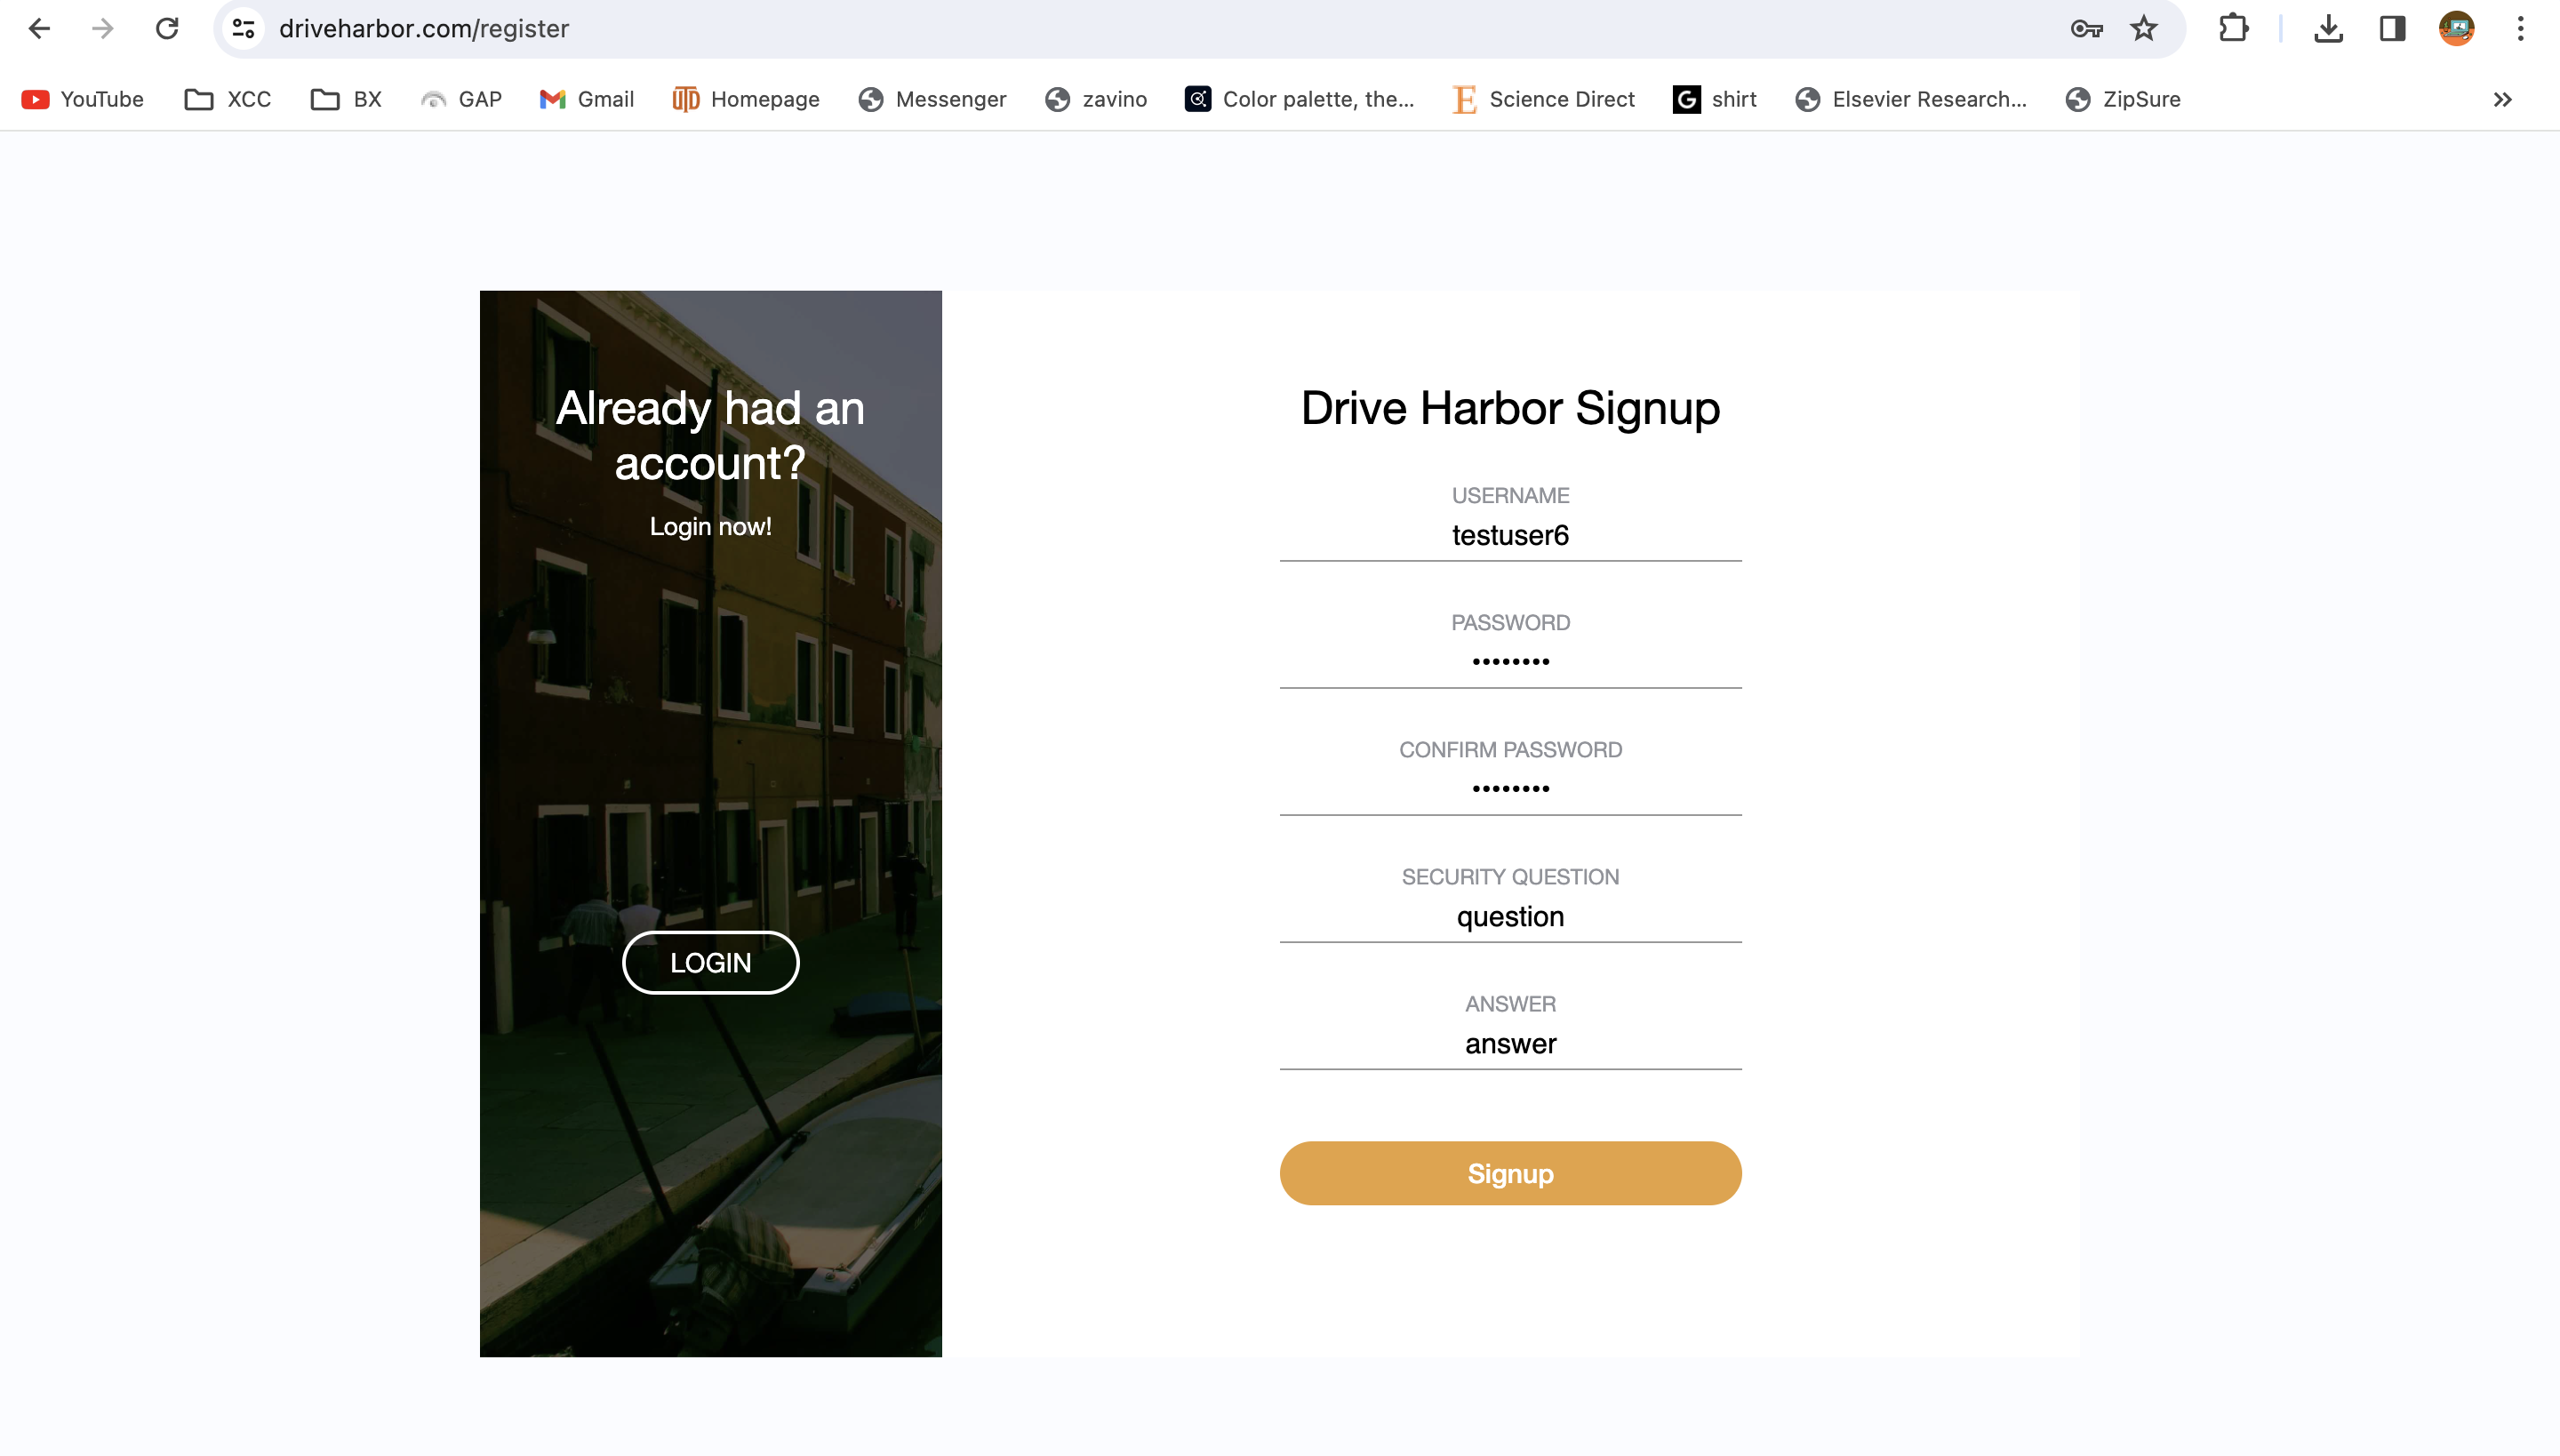 driveharbor.com/register
YouTube XCC BX GAP Gmail UTD Homepage Messenger zavino Color palette, the... E Science Direct G shirt Elsevier Research... ZipSure »
Already had an
account?
Login now!
LOGIN
Drive Harbor Signup
USERNAME
testuser6
PASSWORD
••••••••
CONFIRM PASSWORD
••••••••
SECURITY QUESTION
question
ANSWER
answer
Signup